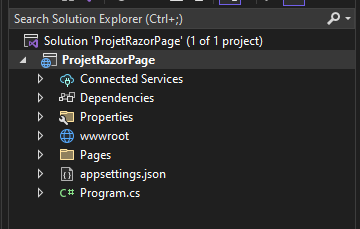 Search Solution Explorer (Ctrl+;)
Solution 'ProjetRazorPage' (1 of 1 project)
ProjetRazorPage
Connected Services
Dependencies
Properties
wwwroot
Pages
appsettings.json
C# Program.cs